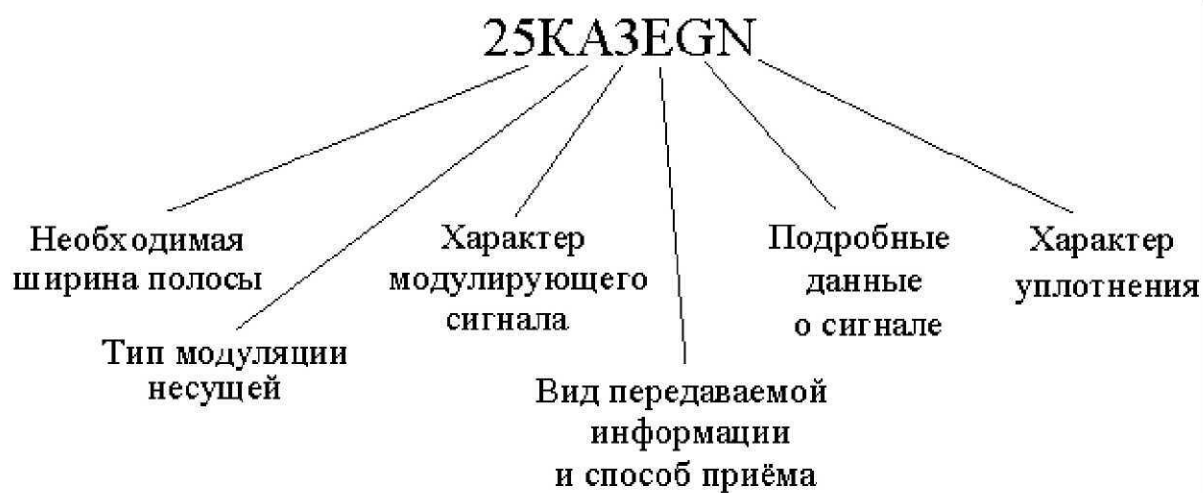 25КА3EGN
Необходимая
ширина полосы
Тип модуляции
несущей
Характер
модулирующего
сигнала
Вид передаваемой
информации
и способ приёма
Подробные
данные
о сигнале
Характер
уплотнения